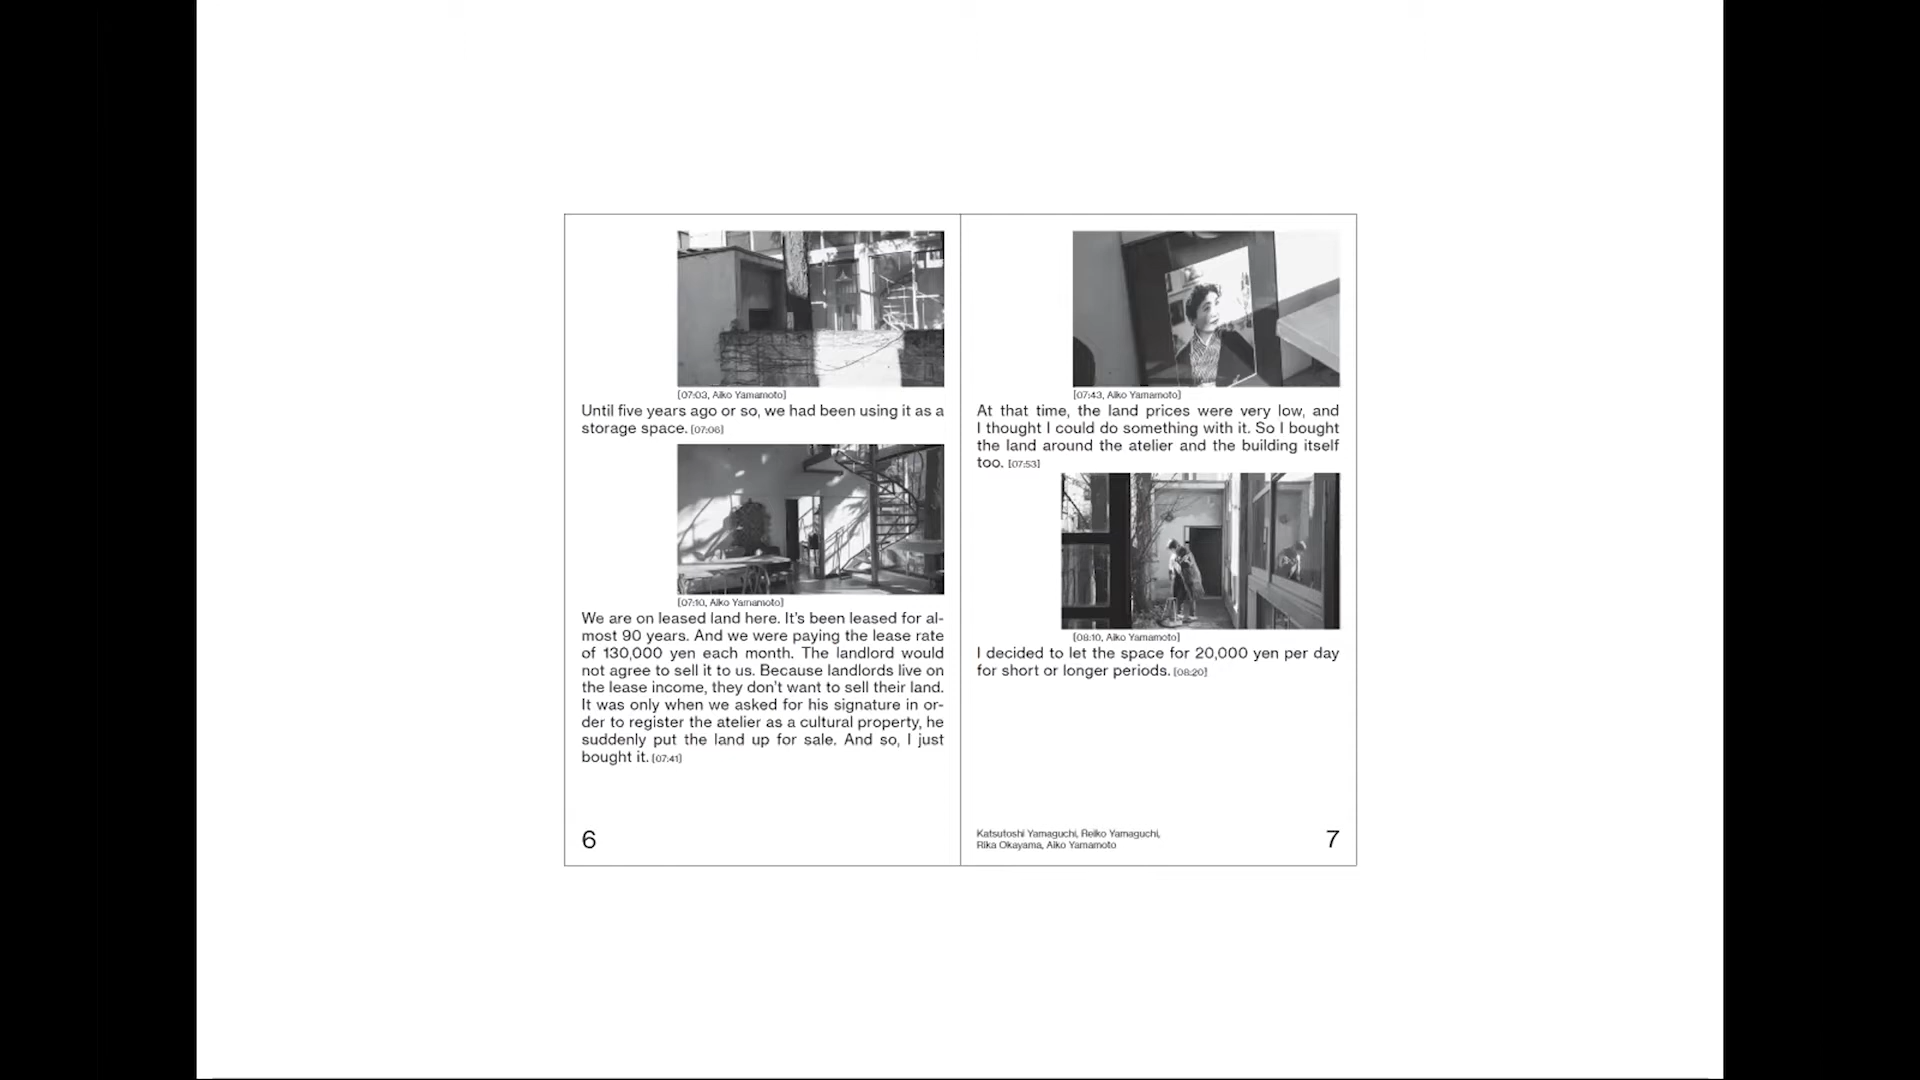 [07:03, Aiko Yamamoto]
Until five years ago or so, we had been using it as a
storage space. [07:06]
[07:10, Aiko Yamamoto]
We are on leased land here. It's been leased for al-
most 90 years. And we were paying the lease rate
of 130,000 yen each month. The landlord would
not agree to sell it to us. Because landlords live on
the lease income, they don't want to sell their land.
It was only when we asked for his signature in or-
der to register the atelier as a cultural property, he
suddenly put the land up for sale. And so, I just
bought it. [07:41]
6
[07:43, Aiko Yamamoto]
At that time, the land prices were very low, and
I thought I could do something with it. So I bought
the land around the atelier and the building itself
too. [07:53]
[08:10, Aiko Yamamoto]
I decided to let the space for 20,000 yen per day
for short or longer periods. [08:20]
Katsutoshi Yamaguchi, Reiko Yamaguchi,
Rika Okayama, Aiko Yamamoto
7